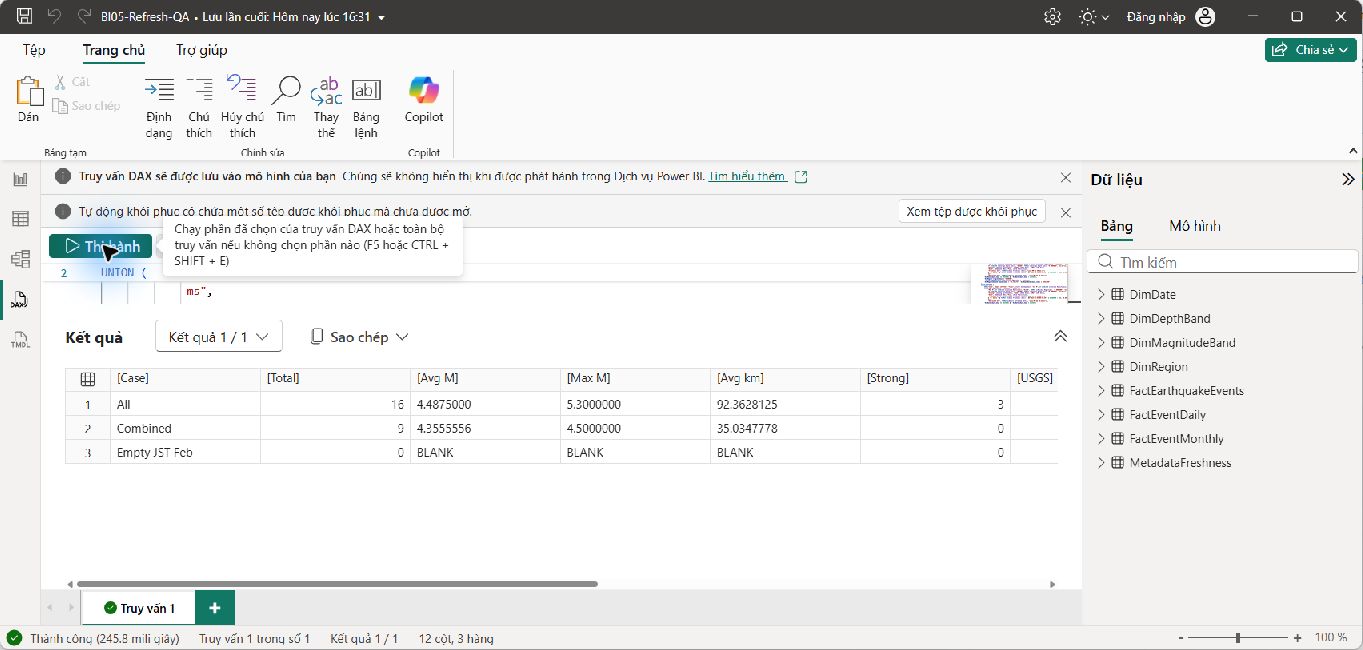 BI05-Refresh-QA • Lưu lần cuối: Hôm nay lúc 16:31
Đăng nhập
Tệp
Trang chủ
Trợ giúp
Chia sẻ
Dán
Cắt
Sao chép
Định dạng
Chú thích
Hủy chú thích
Tìm
Thay thế
Bảng lệnh
Copilot
Bảng tạm
Chỉnh sửa
Copilot
Truy vấn DAX sẽ được lưu vào mô hình của bạn Chúng sẽ không hiển thị khi được phát hành trong Dịch vụ Power BI. Tìm hiểu thêm
Tự động khôi phục có chứa một số tệp được khôi phục mà chưa được mở.
Xem tệp được khôi phục
Thi hành
Chạy phần đã chọn của truy vấn DAX hoặc toàn bộ
truy vấn nếu không chọn phần nào (F5 hoặc CTRL +
SHIFT + E)
2 UNION (
ms",
Kết quả
Kết quả 1 / 1
Sao chép
[Case] [Total] [Avg M] [Max M] [Avg km] [Strong] [USGS]
1 All 16 4.4875000 5.3000000 92.3628125 3
2 Combined 9 4.3555556 4.5000000 35.0347778 0
3 Empty JST Feb 0 BLANK BLANK BLANK 0
DAX
TMDL
Truy vấn 1
Thành công (245.8 mili giây) Truy vấn 1 trong số 1 Kết quả 1 / 1 12 cột, 3 hàng
- + 100 %
Dữ liệu
Bảng
Mô hình
Tìm kiếm
DimDate
DimDepthBand
DimMagnitudeBand
DimRegion
FactEarthquakeEvents
FactEventDaily
FactEventMonthly
MetadataFreshness